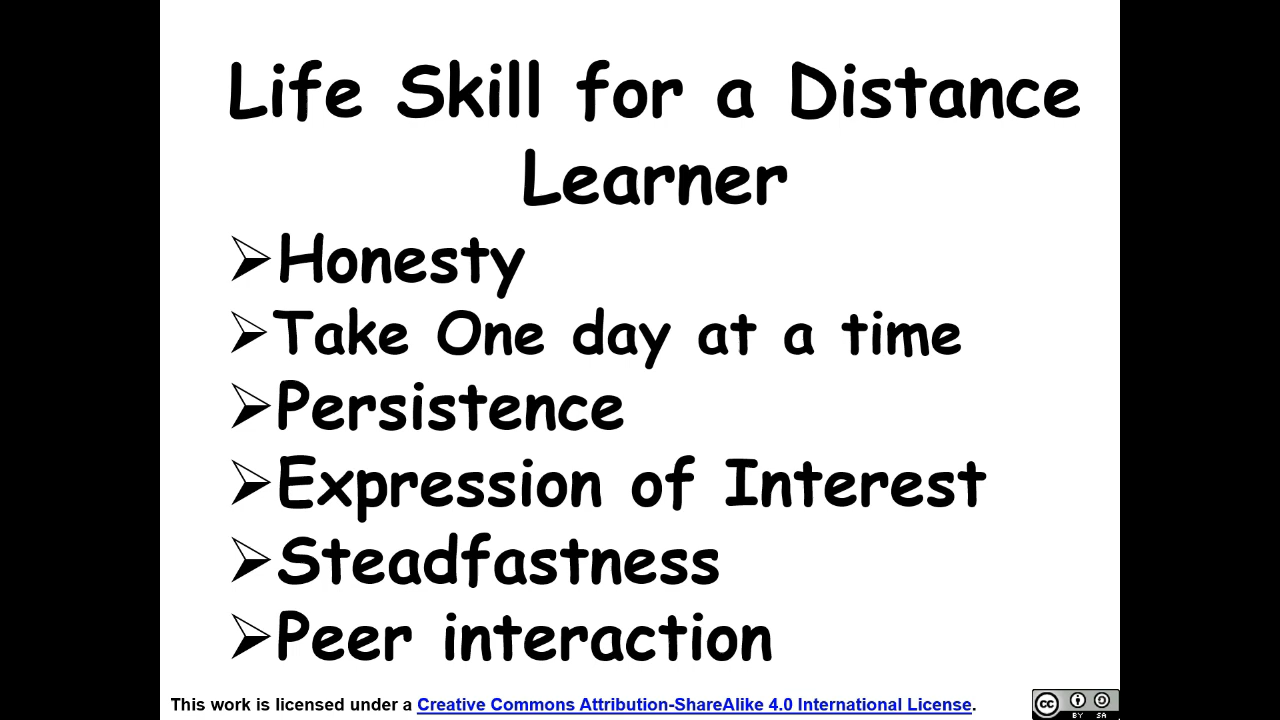 Life Skill for a Distance
Learner
➢Honesty
➢Take One day at a time
➢Persistence
➢Expression of Interest
➢Steadfastness
➢Peer interaction
This work is licensed under a Creative Commons Attribution-ShareAlike 4.0 International License.
cc BY SA